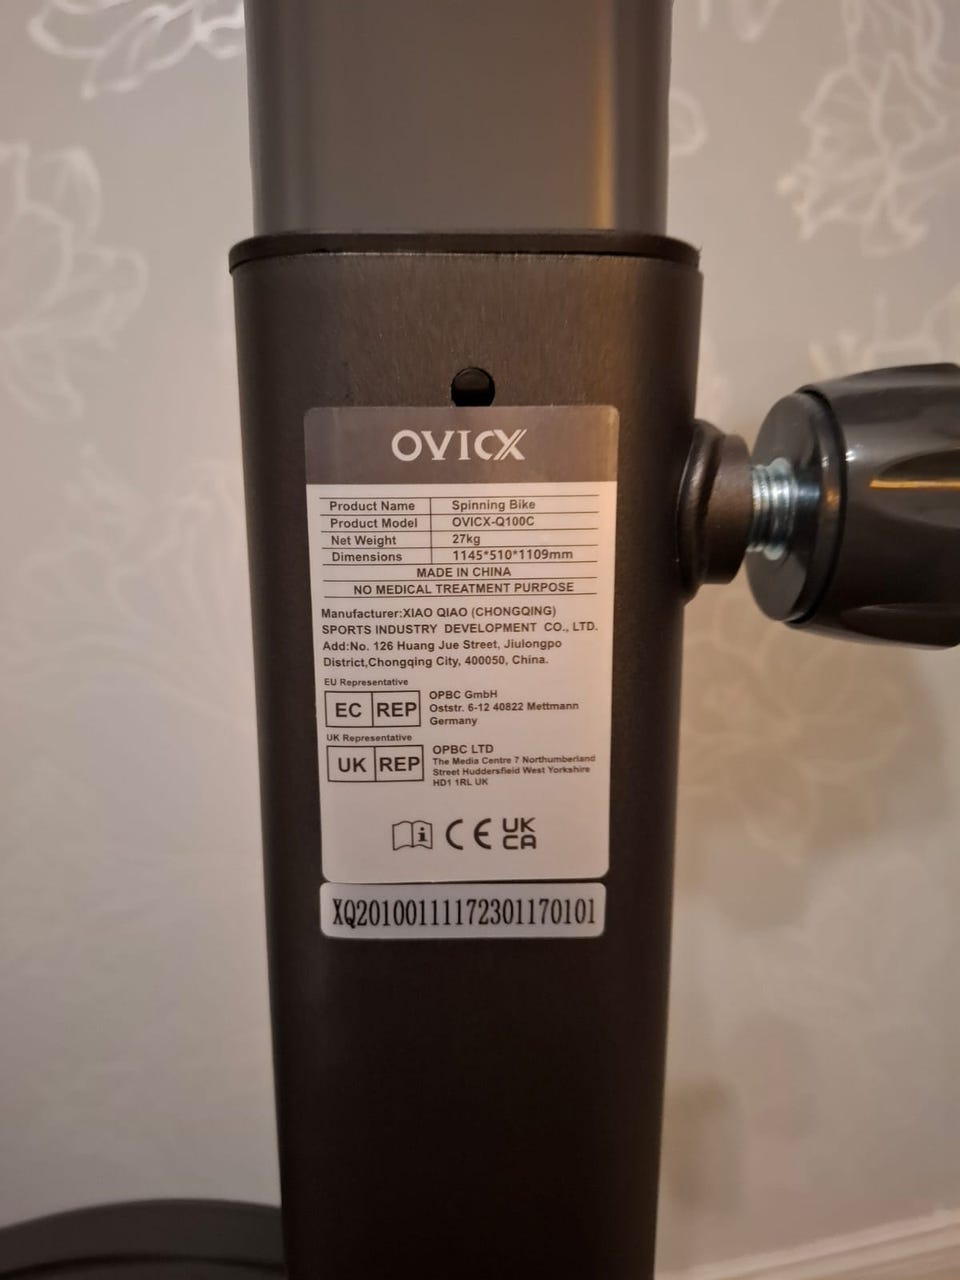 OVICX
Product Name Spinning Bike
Product Model OVICX-Q100C
Net Weight 27kg
Dimensions 1145*510*1109mm
MADE IN CHINA
NO MEDICAL TREATMENT PURPOSE
Manufacturer:XIAO QIAO (CHONGQING)
SPORTS INDUSTRY DEVELOPMENT CO., LTD.
Add:No. 126 Huang Jue Street, Jiulongpo
District,Chongqing City, 400050, China.
EU Representative
EC REP
OPBC GmbH
Oststr. 6-12 40822 Mettmann
Germany
UK Representative
UK REP
OPBC LTD
The Media Centre 7 Northumberland
Street Huddersfield West Yorkshire
HD1 1RL UK
i CE UK
CA
XQ201001111172301170101